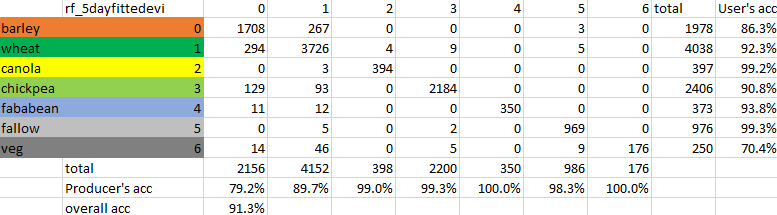 rf_5dayfittedevi 0 1 2 3 4 5 6 total User's acc
barley 0 1708 267 0 0 0 3 0 1978 86.3%
wheat 1 294 3726 4 9 0 5 0 4038 92.3%
canola 2 0 3 394 0 0 0 0 397 99.2%
chickpea 3 129 93 0 2184 0 0 0 2406 90.8%
fababean 4 11 12 0 0 350 0 0 373 93.8%
fallow 5 0 5 0 2 0 969 0 976 99.3%
veg 6 14 46 0 5 0 9 176 250 70.4%
total 2156 4152 398 2200 350 986 176
Producer's acc 79.2% 89.7% 99.0% 99.3% 100.0% 98.3% 100.0%
overall acc 91.3%